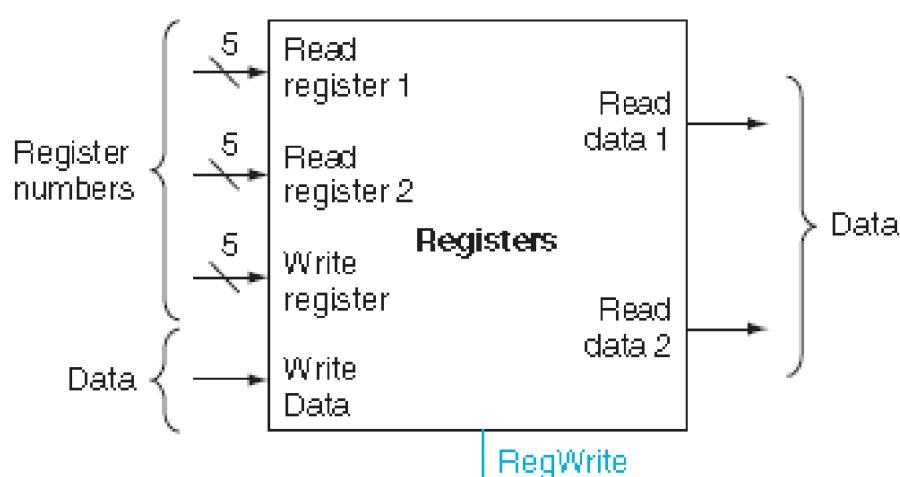 5
Read
register 1
Read
data 1
5
Register
numbers
Read
register 2
Registers
Data
5
Write
register
Read
data 2
Data
Write
Data
RegWrite